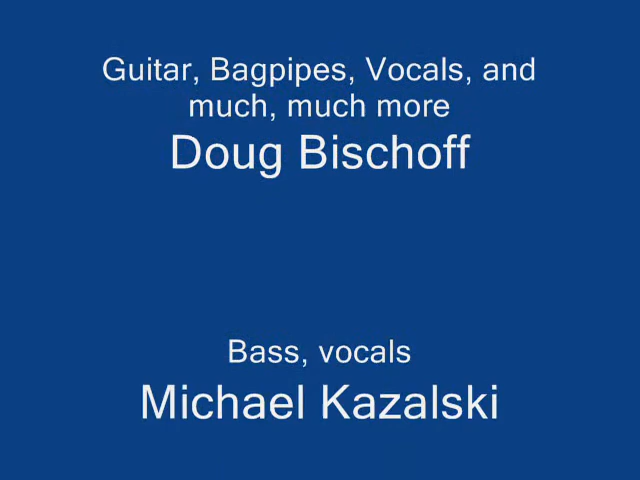 Guitar, Bagpipes, Vocals, and
much, much more
Doug Bischoff
Bass, vocals
Michael Kazalski